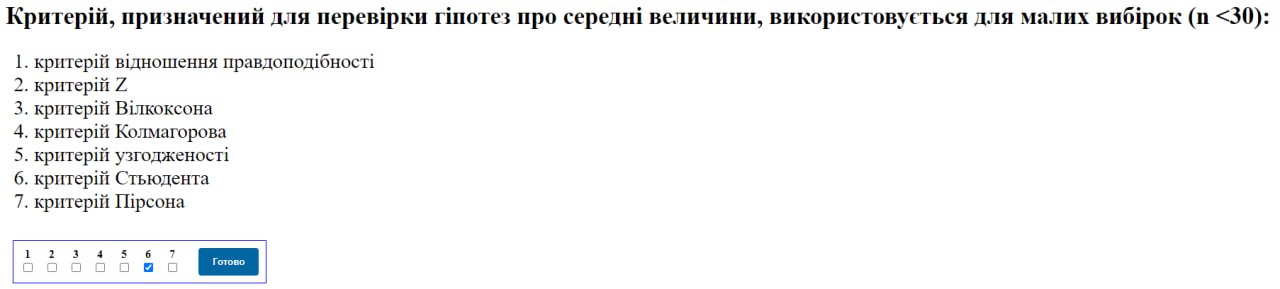 Критерій, призначений для перевірки гіпотез про середні величини, використовується для малих вибірок (n <30):
1. критерій відношення правдоподібності
2. критерій Z
3. критерій Вілкоксона
4. критерій Колмагорова
5. критерій узгодженості
6. критерій Стьюдента
7. критерій Пірсона
1 2 3 4 5 6 7
Готово